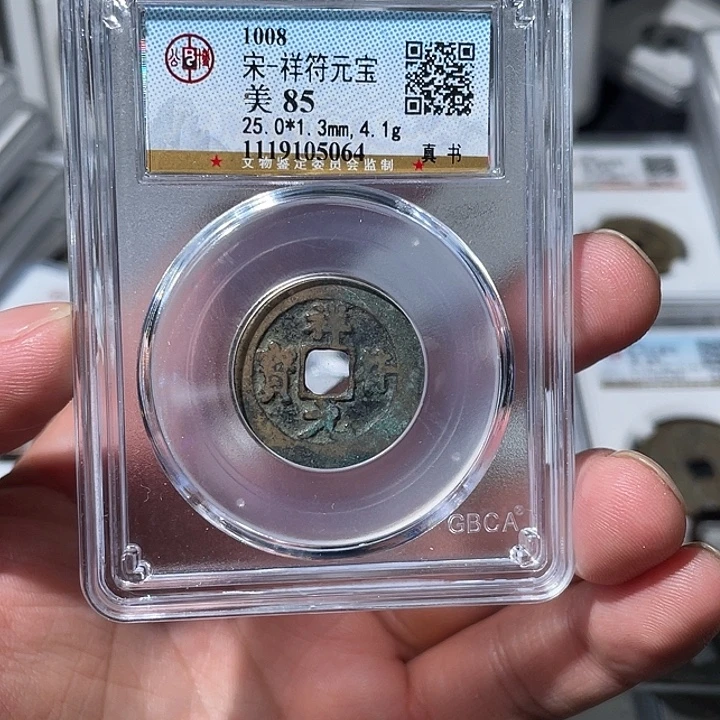 1008
宋-祥符元宝
美 85
25.0*1.3mm,4.1g
1119105064 真书
文物鉴定委员会监制
祥
寳 符
元
GBCA®